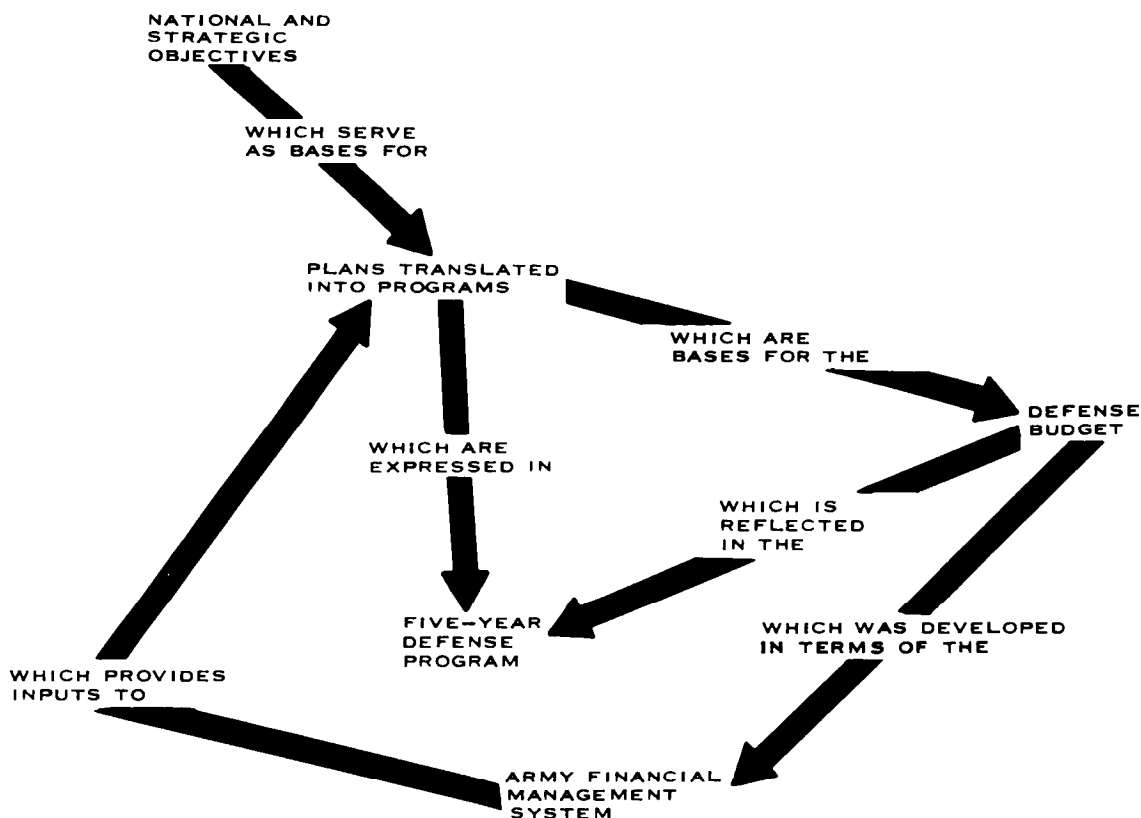 NATIONAL AND
STRATEGIC
OBJECTIVES
WHICH SERVE
AS BASES FOR
PLANS TRANSLATED
INTO PROGRAMS
WHICH ARE
BASES FOR THE
DEFENSE
BUDGET
WHICH ARE
EXPRESSED IN
WHICH IS
REFLECTED
IN THE
FIVE-YEAR
DEFENSE
PROGRAM
WHICH WAS DEVELOPED
IN TERMS OF THE
WHICH PROVIDES
INPUTS TO
ARMY FINANCIAL
MANAGEMENT
SYSTEM